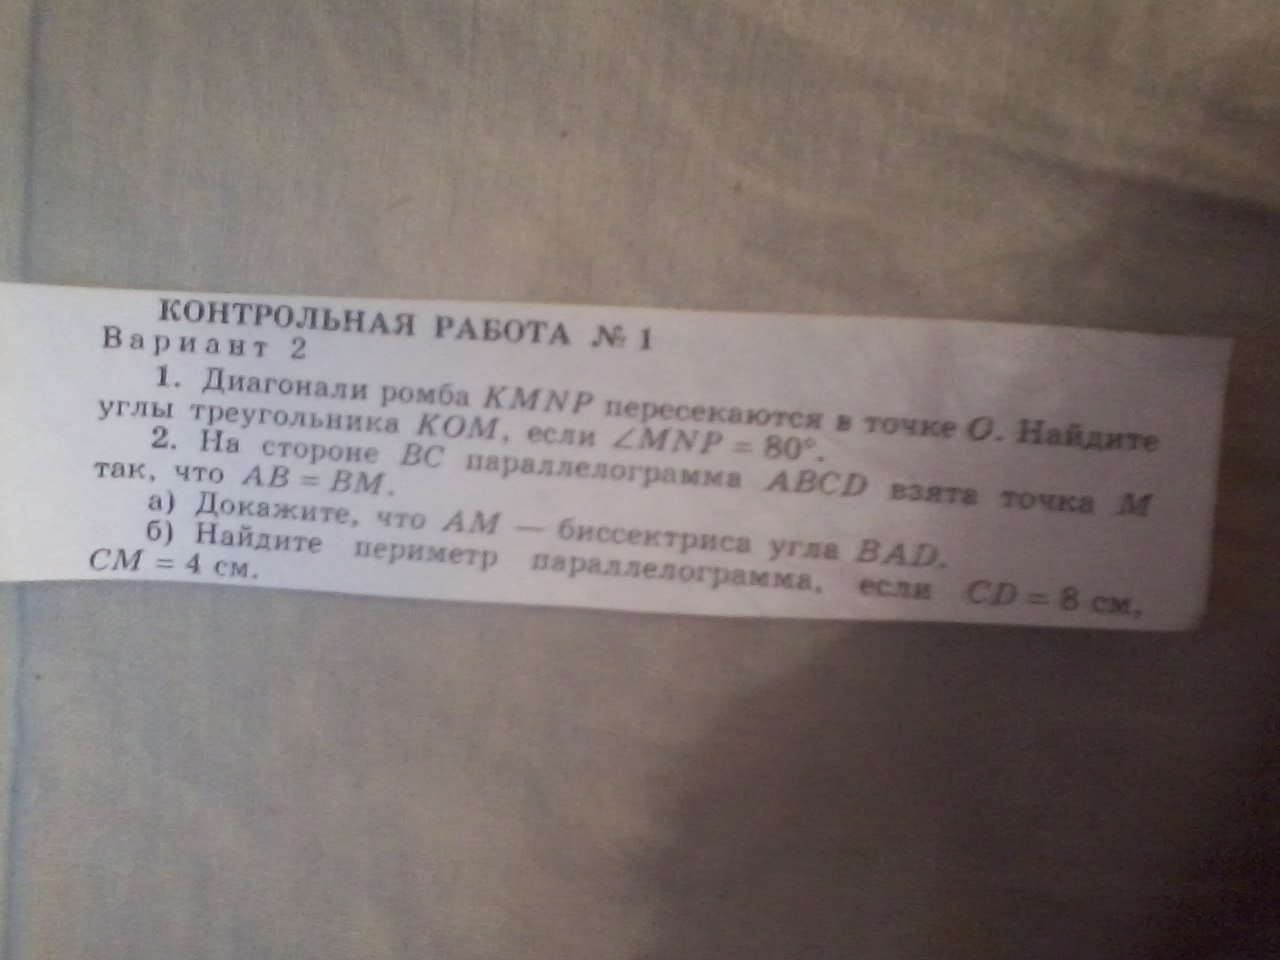 КОНТРОЛЬНАЯ РАБОТА № 1
Вариант 2
1. Диагонали ромба KMNP пересекаются в точке O. Найдите
углы треугольника KOM, если ∠MNP = 80°.
2. На стороне BC параллелограмма ABCD взята точка M
так, что AB = BM.
а) Докажите, что AM — биссектриса угла BAD.
б) Найдите периметр параллелограмма, если CD = 8 см,
CM = 4 см.